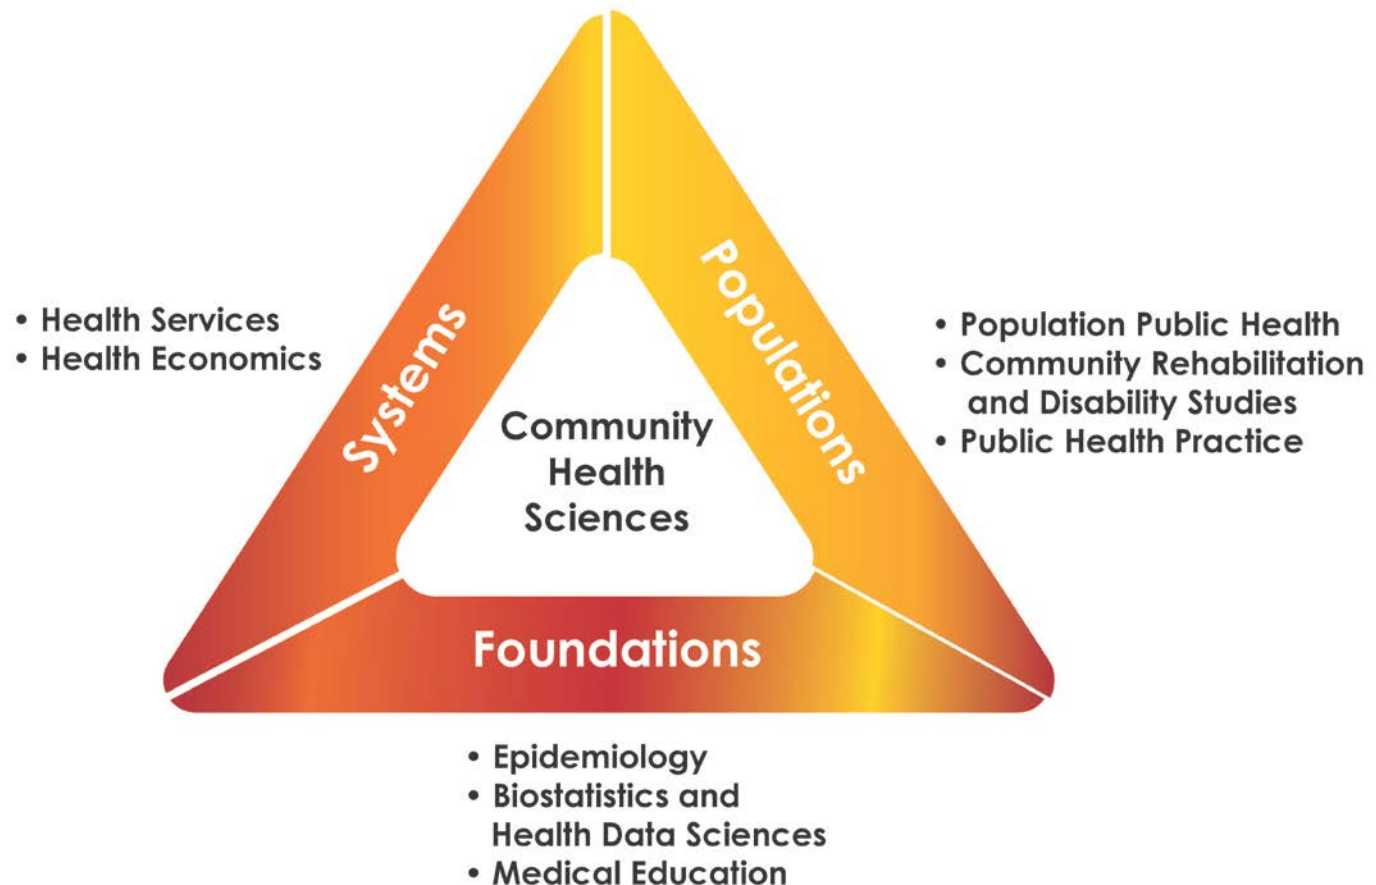 Systems
Populations
Foundations
Community
Health
Sciences
• Health Services
• Health Economics
• Population Public Health
• Community Rehabilitation
and Disability Studies
• Public Health Practice
• Epidemiology
• Biostatistics and
Health Data Sciences
• Medical Education